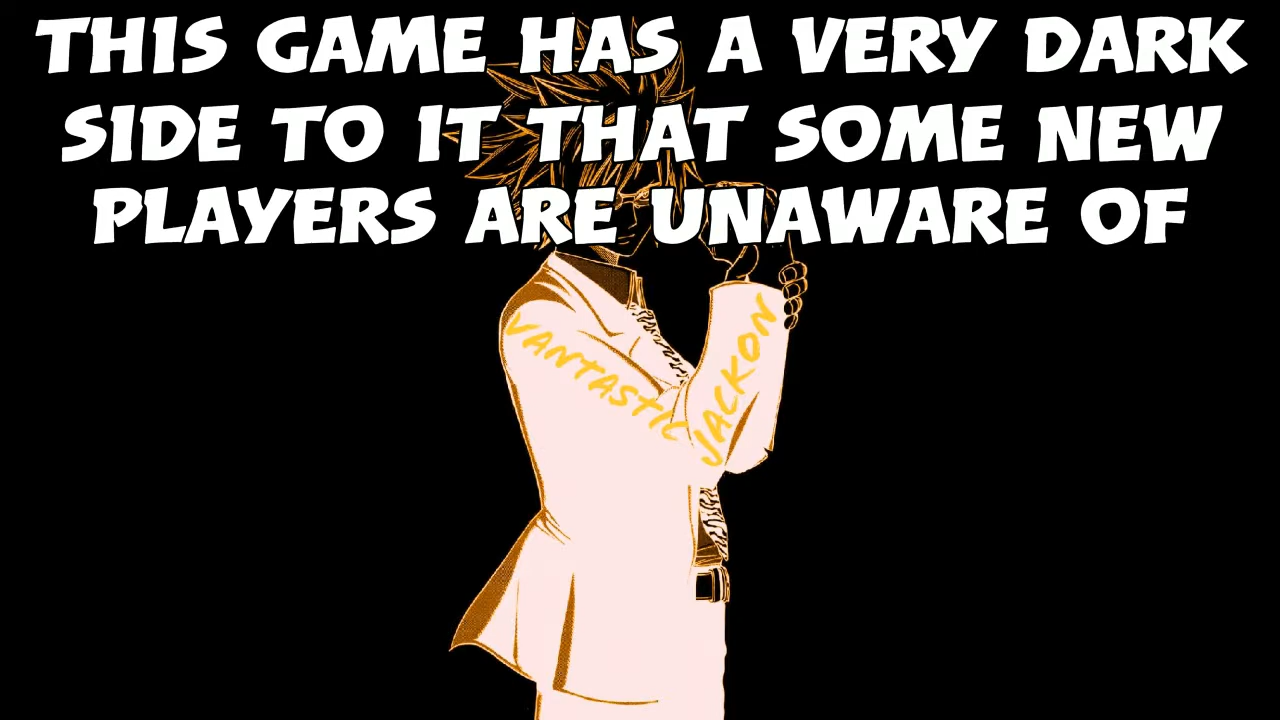 THIS GAME HAS A VERY DARK
SIDE TO IT THAT SOME NEW
PLAYERS ARE UNAWARE OF
VANTASTIC
JACKON